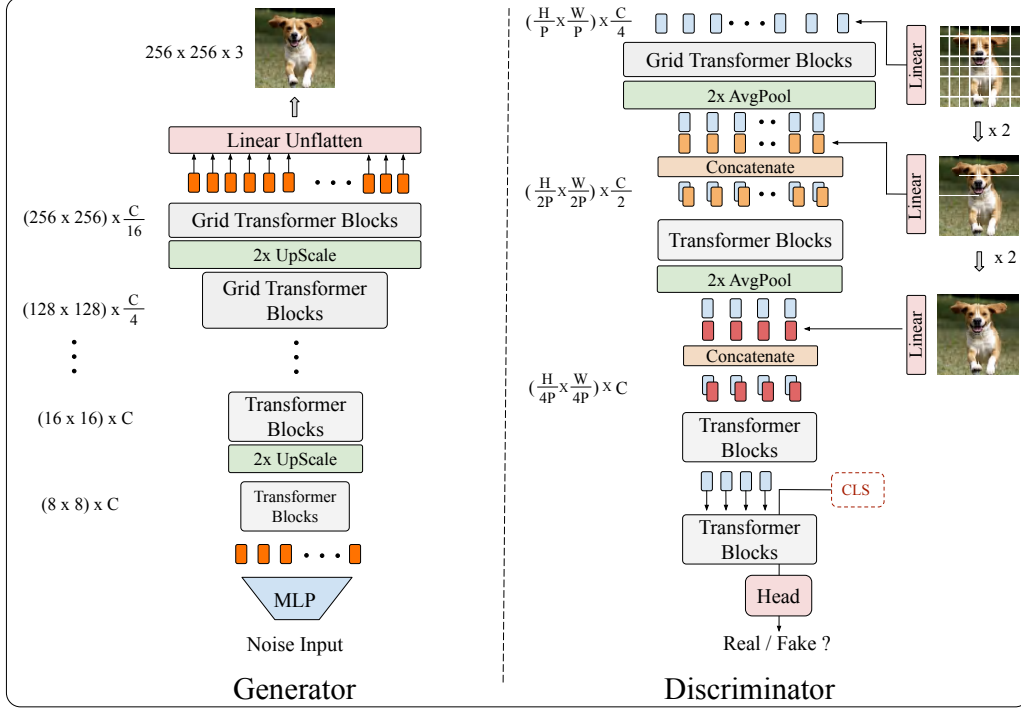 256 x 256 x 3
Linear Unflatten
(256 x 256) x C/16
Grid Transformer Blocks
2x UpScale
(128 x 128) x C/4
Grid Transformer
Blocks
(16 x 16) x C
Transformer
Blocks
2x UpScale
(8 x 8) x C
Transformer
Blocks
MLP
Noise Input
Generator
(H/P x W/P) x C/4
Linear
Grid Transformer Blocks
2x AvgPool
x 2
Concatenate
(H/2P x W/2P) x C/2
Linear
Transformer Blocks
2x AvgPool
x 2
Linear
Concatenate
(H/4P x W/4P) x C
Transformer
Blocks
CLS
Transformer
Blocks
Head
Real / Fake ?
Discriminator